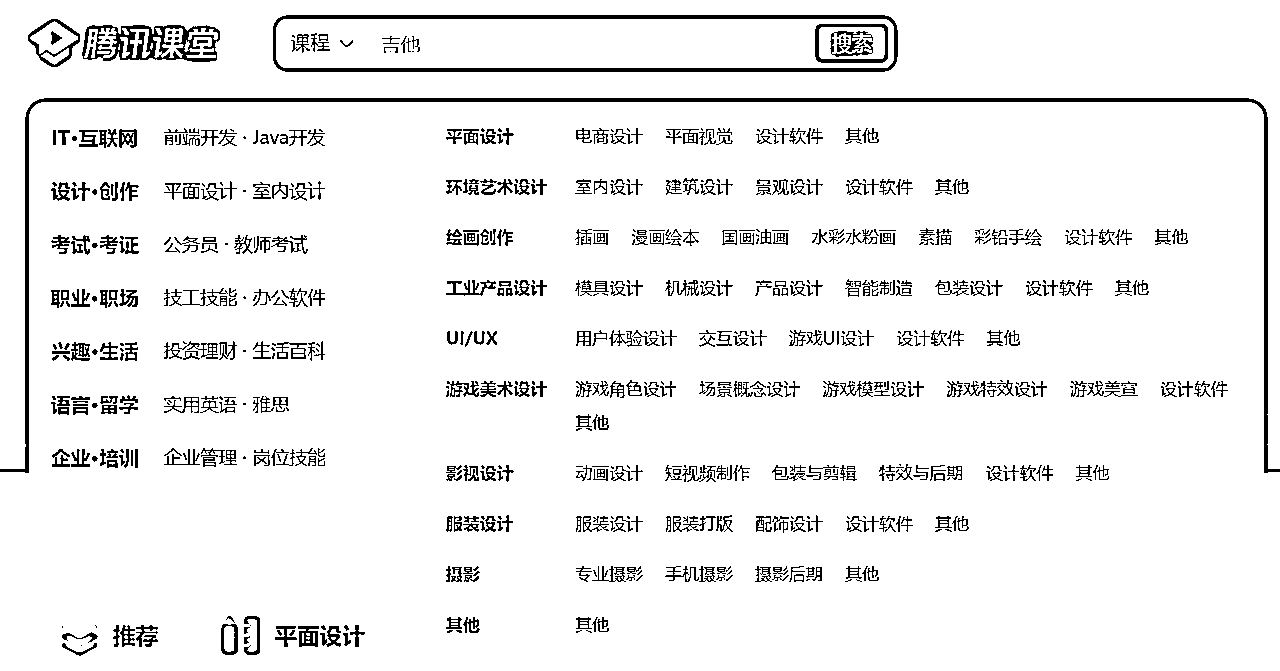 腾讯课堂
课程 吉他 搜索
IT·互联网 前端开发 · Java开发
设计·创作 平面设计 · 室内设计
考试·考证 公务员 · 教师考试
职业·职场 技工技能 · 办公软件
兴趣·生活 投资理财 · 生活百科
语言·留学 实用英语 · 雅思
企业·培训 企业管理 · 岗位技能
平面设计 电商设计 平面视觉 设计软件 其他
环境艺术设计 室内设计 建筑设计 景观设计 设计软件 其他
绘画创作 插画 漫画绘本 国画油画 水彩水粉画 素描 彩铅手绘 设计软件 其他
工业产品设计 模具设计 机械设计 产品设计 智能制造 包装设计 设计软件 其他
UI/UX 用户体验设计 交互设计 游戏UI设计 设计软件 其他
游戏美术设计 游戏角色设计 场景概念设计 游戏模型设计 游戏特效设计 游戏美宣 设计软件
其他
影视设计 动画设计 短视频制作 包装与剪辑 特效与后期 设计软件 其他
服装设计 服装设计 服装打版 配饰设计 设计软件 其他
摄影 专业摄影 手机摄影 摄影后期 其他
其他 其他
推荐 平面设计